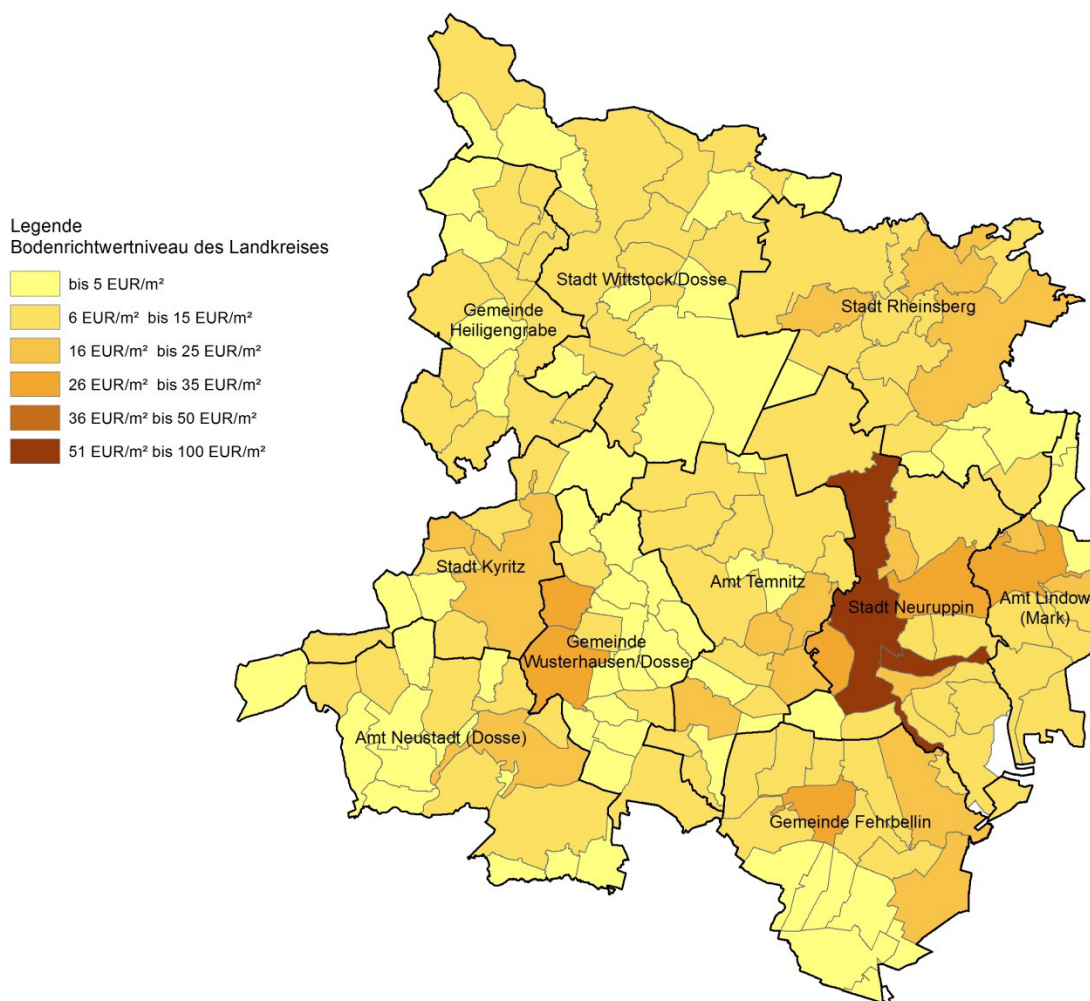 Legende
Bodenrichtwertniveau des Landkreises
bis 5 EUR/m²
6 EUR/m² bis 15 EUR/m²
16 EUR/m² bis 25 EUR/m²
26 EUR/m² bis 35 EUR/m²
36 EUR/m² bis 50 EUR/m²
51 EUR/m² bis 100 EUR/m²
Stadt Wittstock/Dosse
Gemeinde
Heiligengrabe
Stadt Rheinsberg
Stadt Kyritz
Amt Temnitz
Stadt Neuruppin
Amt Lindow
(Mark)
Gemeinde
Wusterhausen/Dosse
Amt Neustadt (Dosse)
Gemeinde Fehrbellin